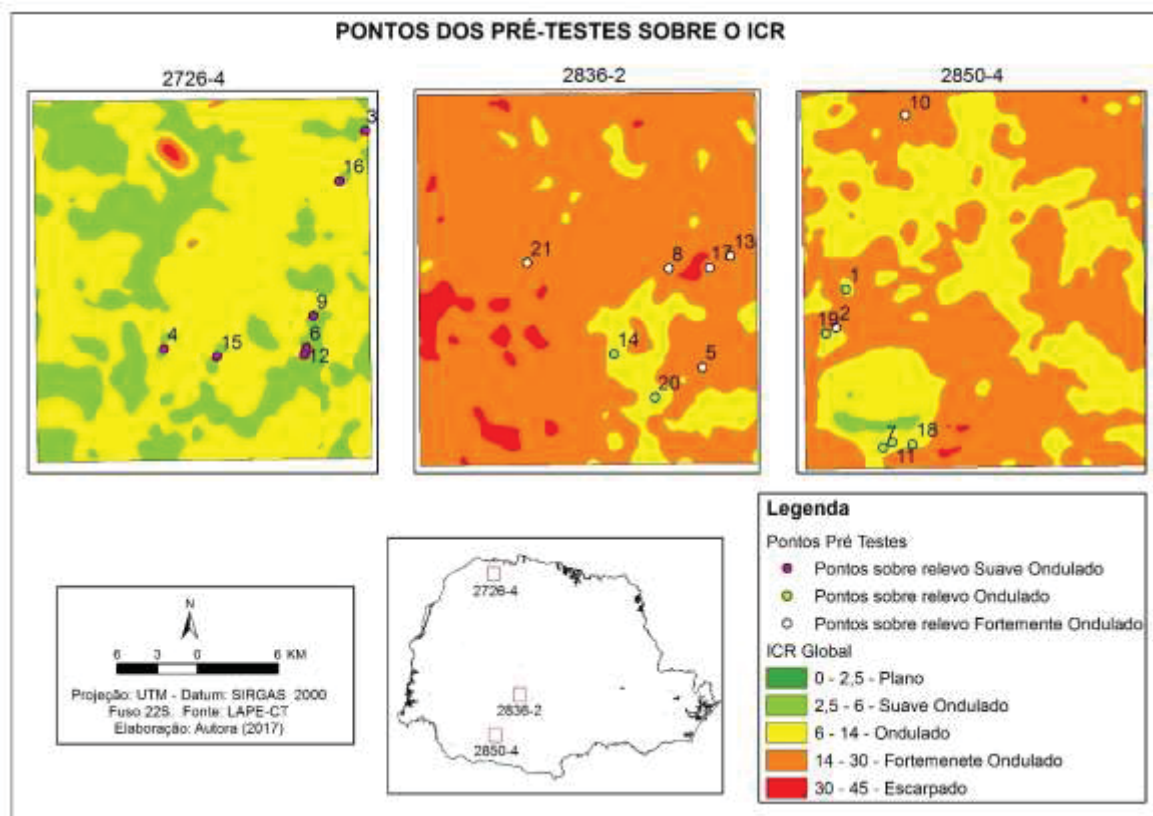 PONTOS DOS PRÉ-TESTES SOBRE O ICR
2726-4
2836-2
2850-4
3
16
9
6
12
4
15
21
8
17
13
14
5
20
10
1
2
19
7
11
18
N
6 3 0 6 KM
Projeção: UTM - Datum: SIRGAS 2000
Fuso 22S. Fonte: LAPE-CT
Elaboração: Autora (2017)
2726-4
2836-2
2850-4
Legenda
Pontos Pré Testes
Pontos sobre relevo Suave Ondulado
Pontos sobre relevo Ondulado
Pontos sobre relevo Fortemente Ondulado
ICR Global
0 - 2,5 - Plano
2,5 - 6 - Suave Ondulado
6 - 14 - Ondulado
14 - 30 - Fortemenete Ondulado
30 - 45 - Escarpado